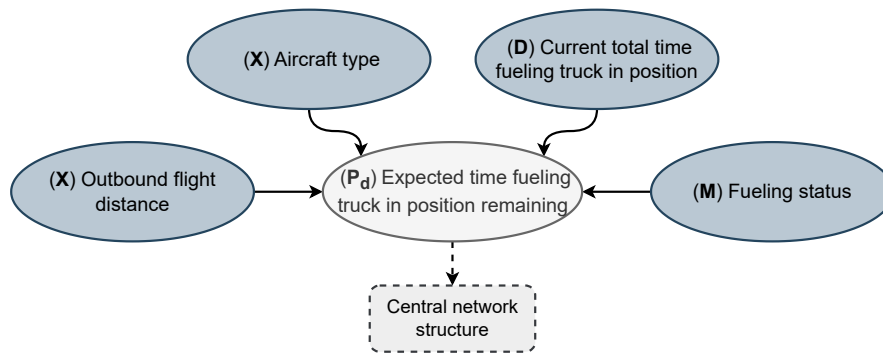 (X) Aircraft type
(D) Current total time
fueling truck in position
(X) Outbound flight
distance
(Pd) Expected time fueling
truck in position remaining
(M) Fueling status
Central network
structure